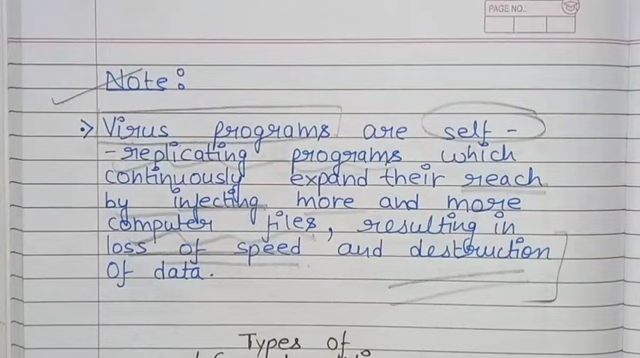 PAGE NO.:
Note:
:> Virus programs are self-
-replicating programs which
continuously expand their reach
by injecting more and more
computer files, resulting in
loss of speed and destruction
Of data.
Types of